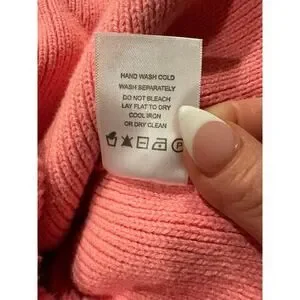 HAND WASH COLD
WASH SEPARATELY
DO NOT BLEACH
LAY FLAT TO DRY
COOL IRON
OR DRY CLEAN
P